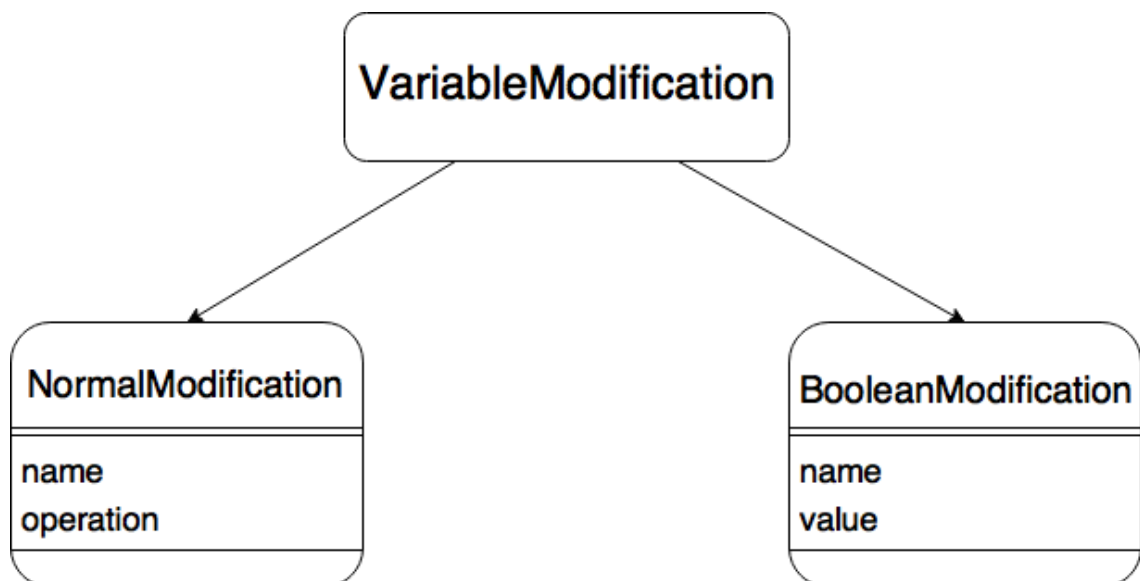 VariableModification
NormalModification
name
operation
BooleanModification
name
value